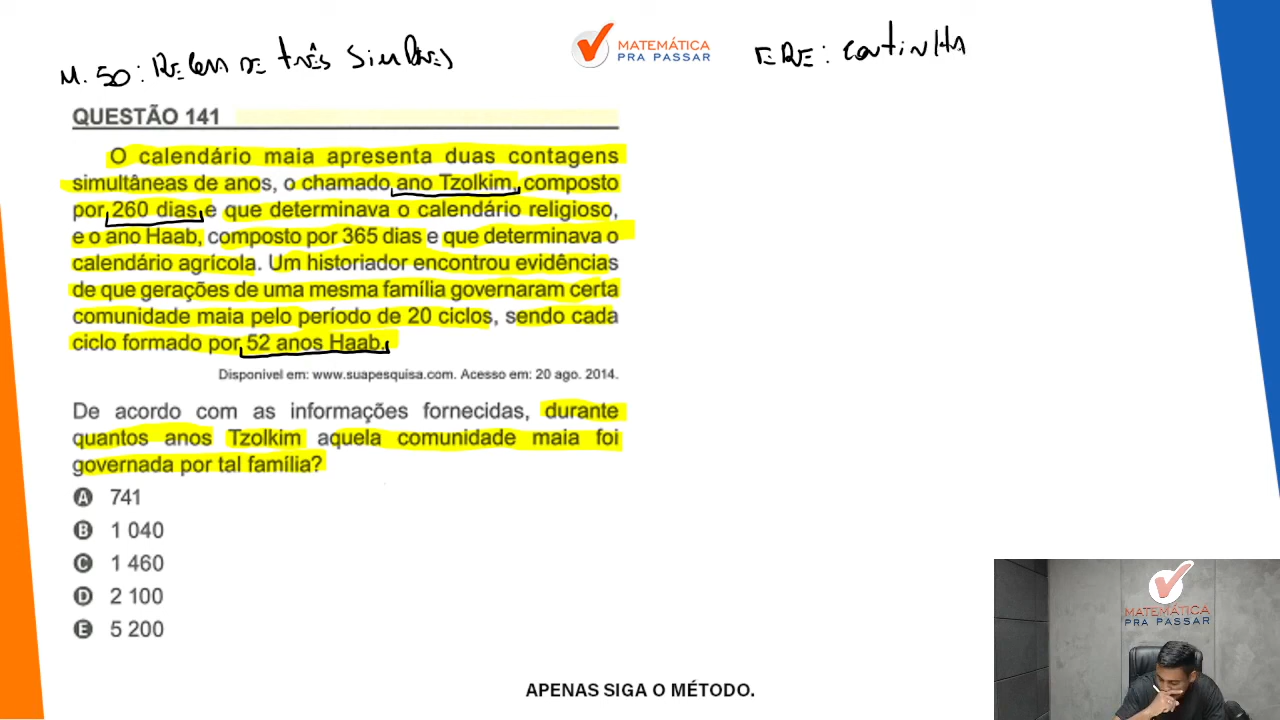 M. 50: REGRA DE TRÊS SIMPLES
MATEMÁTICA
PRA PASSAR
ERE: CONTINHA
QUESTÃO 141
O calendário maia apresenta duas contagens
simultâneas de anos, o chamado ano Tzolkim, composto
por 260 dias e que determinava o calendário religioso,
e o ano Haab, composto por 365 dias e que determinava o
calendário agrícola. Um historiador encontrou evidências
de que gerações de uma mesma família governaram certa
comunidade maia pelo período de 20 ciclos, sendo cada
ciclo formado por 52 anos Haab.
Disponível em: www.suapesquisa.com. Acesso em: 20 ago. 2014.
De acordo com as informações fornecidas, durante
quantos anos Tzolkim aquela comunidade maia foi
governada por tal família?
A 741
B 1 040
C 1 460
D 2 100
E 5 200
MATEMÁTICA
PRA PASSAR
APENAS SIGA O MÉTODO.